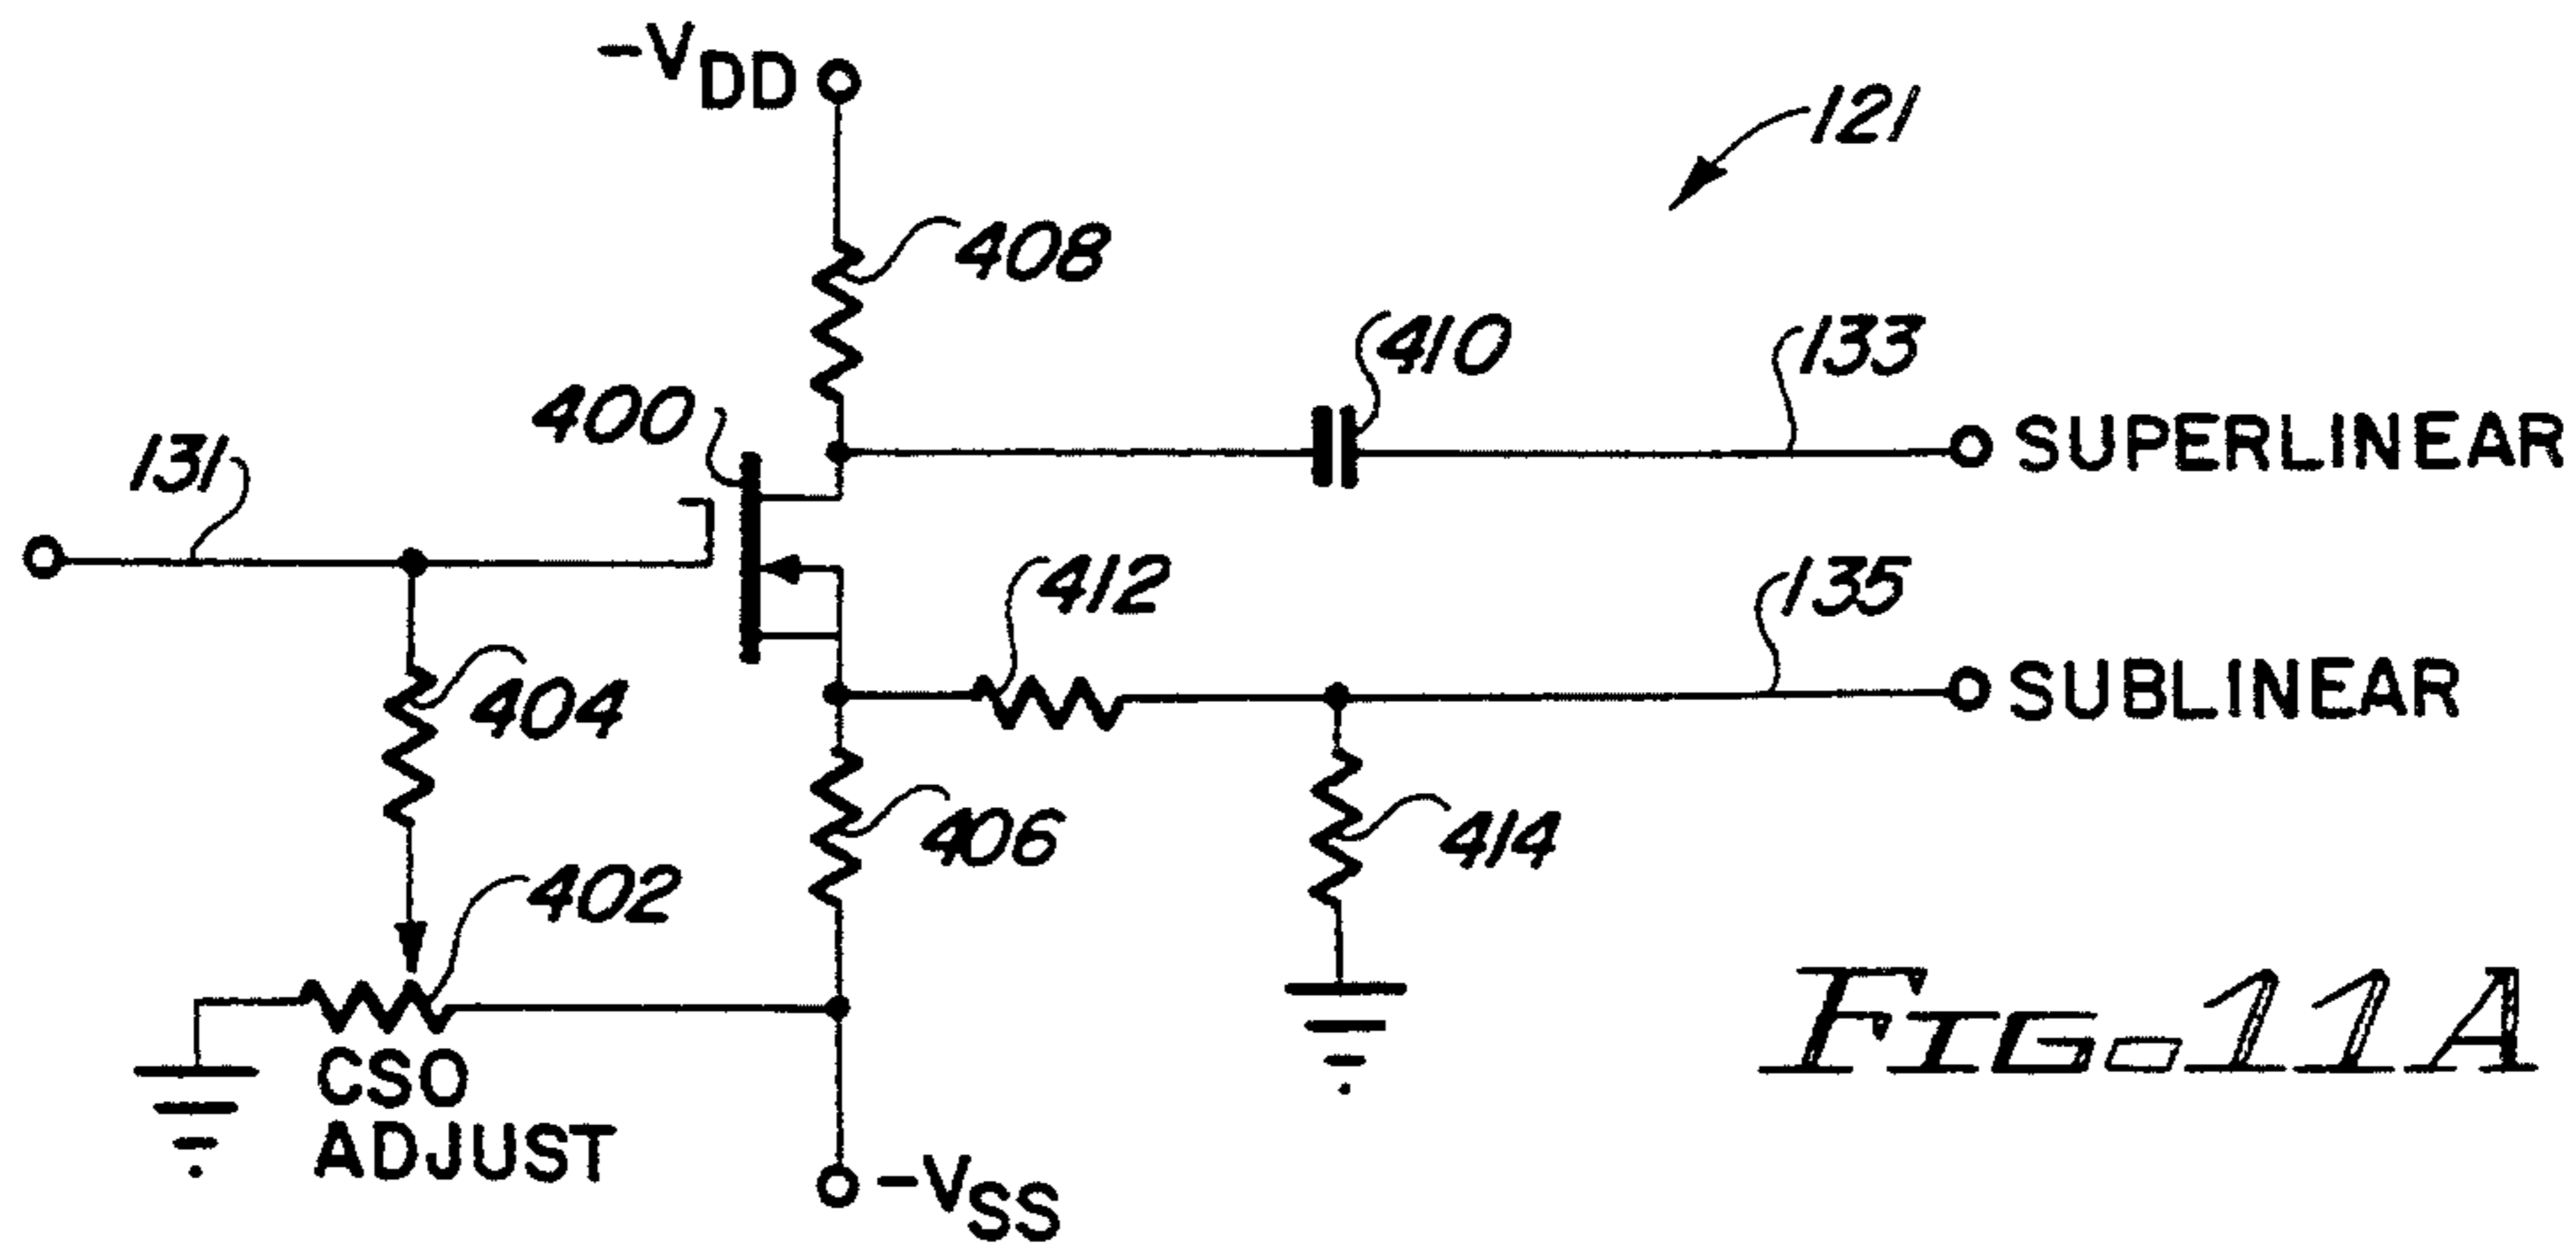 -VDD
121
408
410
133
400
SUPERLINEAR
131
412
135
404
SUBLINEAR
406
414
402
CSO
ADJUST
-VSS
FIG. 11A